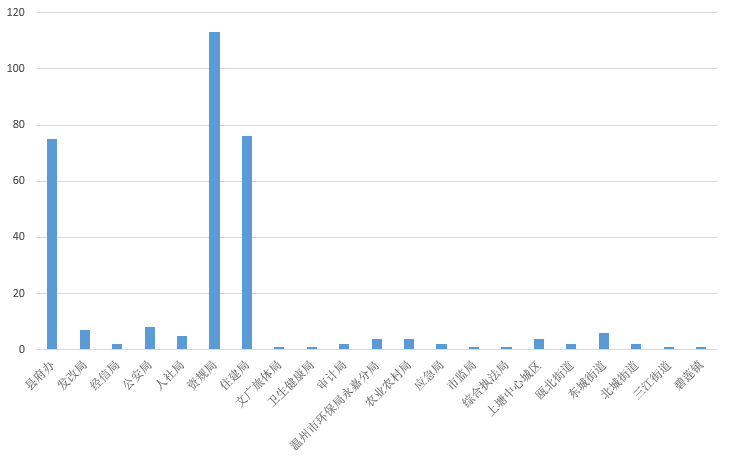 120
100
80
60
40
20
0
县府办
发改局
经信局
公安局
人社局
资规局
住建局
文广旅体局
卫生健康局
审计局
温州市环保局永嘉分局
农业农村局
应急局
市监局
综合执法局
上塘中心城区
瓯北街道
东城街道
北城街道
三江街道
碧莲镇